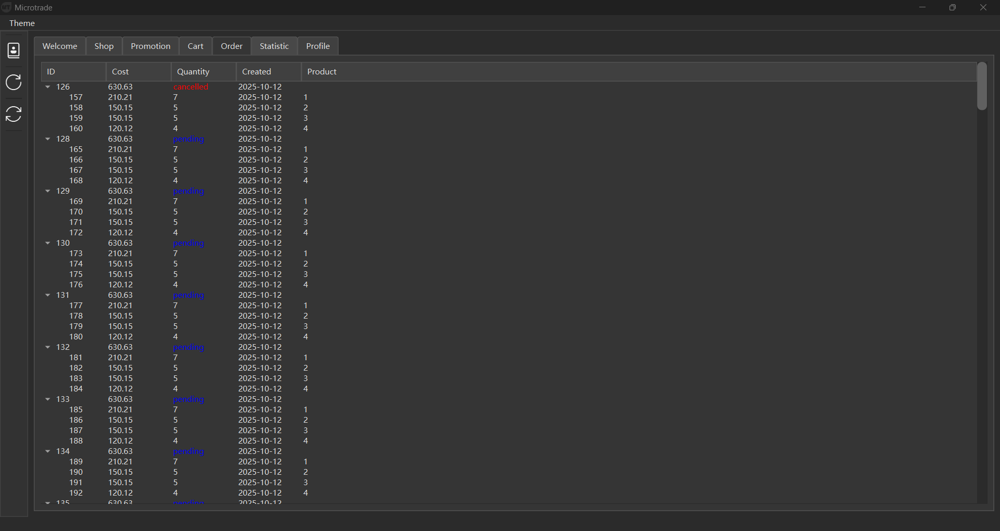 Microtrade
Theme
Welcome Shop Promotion Cart Order Statistic Profile
ID Cost Quantity Created Product
126 630.63 cancelled 2025-10-12
157 210.21 7 2025-10-12 1
158 150.15 5 2025-10-12 2
159 150.15 5 2025-10-12 3
160 120.12 4 2025-10-12 4
128 630.63 pending 2025-10-12
165 210.21 7 2025-10-12 1
166 150.15 5 2025-10-12 2
167 150.15 5 2025-10-12 3
168 120.12 4 2025-10-12 4
129 630.63 pending 2025-10-12
169 210.21 7 2025-10-12 1
170 150.15 5 2025-10-12 2
171 150.15 5 2025-10-12 3
172 120.12 4 2025-10-12 4
130 630.63 pending 2025-10-12
173 210.21 7 2025-10-12 1
174 150.15 5 2025-10-12 2
175 150.15 5 2025-10-12 3
176 120.12 4 2025-10-12 4
131 630.63 pending 2025-10-12
177 210.21 7 2025-10-12 1
178 150.15 5 2025-10-12 2
179 150.15 5 2025-10-12 3
180 120.12 4 2025-10-12 4
132 630.63 pending 2025-10-12
181 210.21 7 2025-10-12 1
182 150.15 5 2025-10-12 2
183 150.15 5 2025-10-12 3
184 120.12 4 2025-10-12 4
133 630.63 pending 2025-10-12
185 210.21 7 2025-10-12 1
186 150.15 5 2025-10-12 2
187 150.15 5 2025-10-12 3
188 120.12 4 2025-10-12 4
134 630.63 pending 2025-10-12
189 210.21 7 2025-10-12 1
190 150.15 5 2025-10-12 2
191 150.15 5 2025-10-12 3
192 120.12 4 2025-10-12 4
135 630.63 pending 2025-10-12